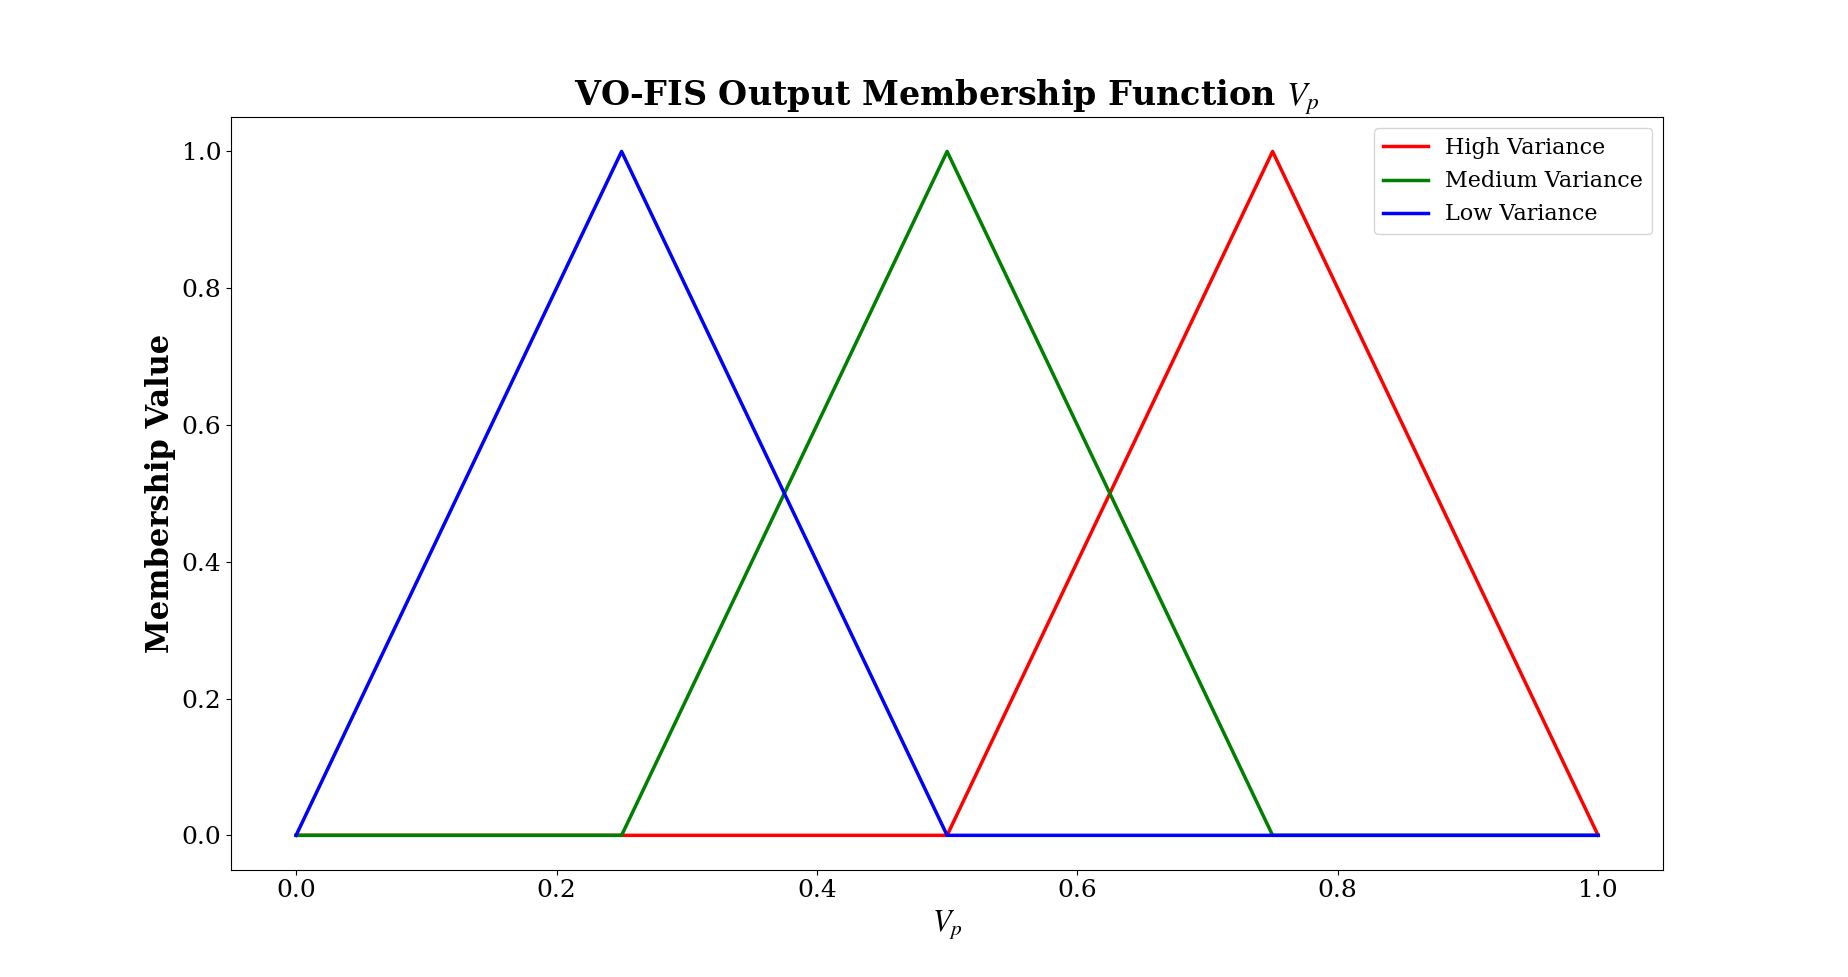 VO-FIS Output Membership Function Vp
High Variance
Medium Variance
Low Variance
Membership Value
1.0
0.8
0.6
0.4
0.2
0.0
0.0 0.2 0.4 0.6 0.8 1.0
Vp